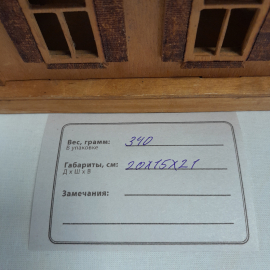 Вес, грамм: 340
В упаковке
Габариты, см: 20х15х21
Д х Ш х В
Замечания: